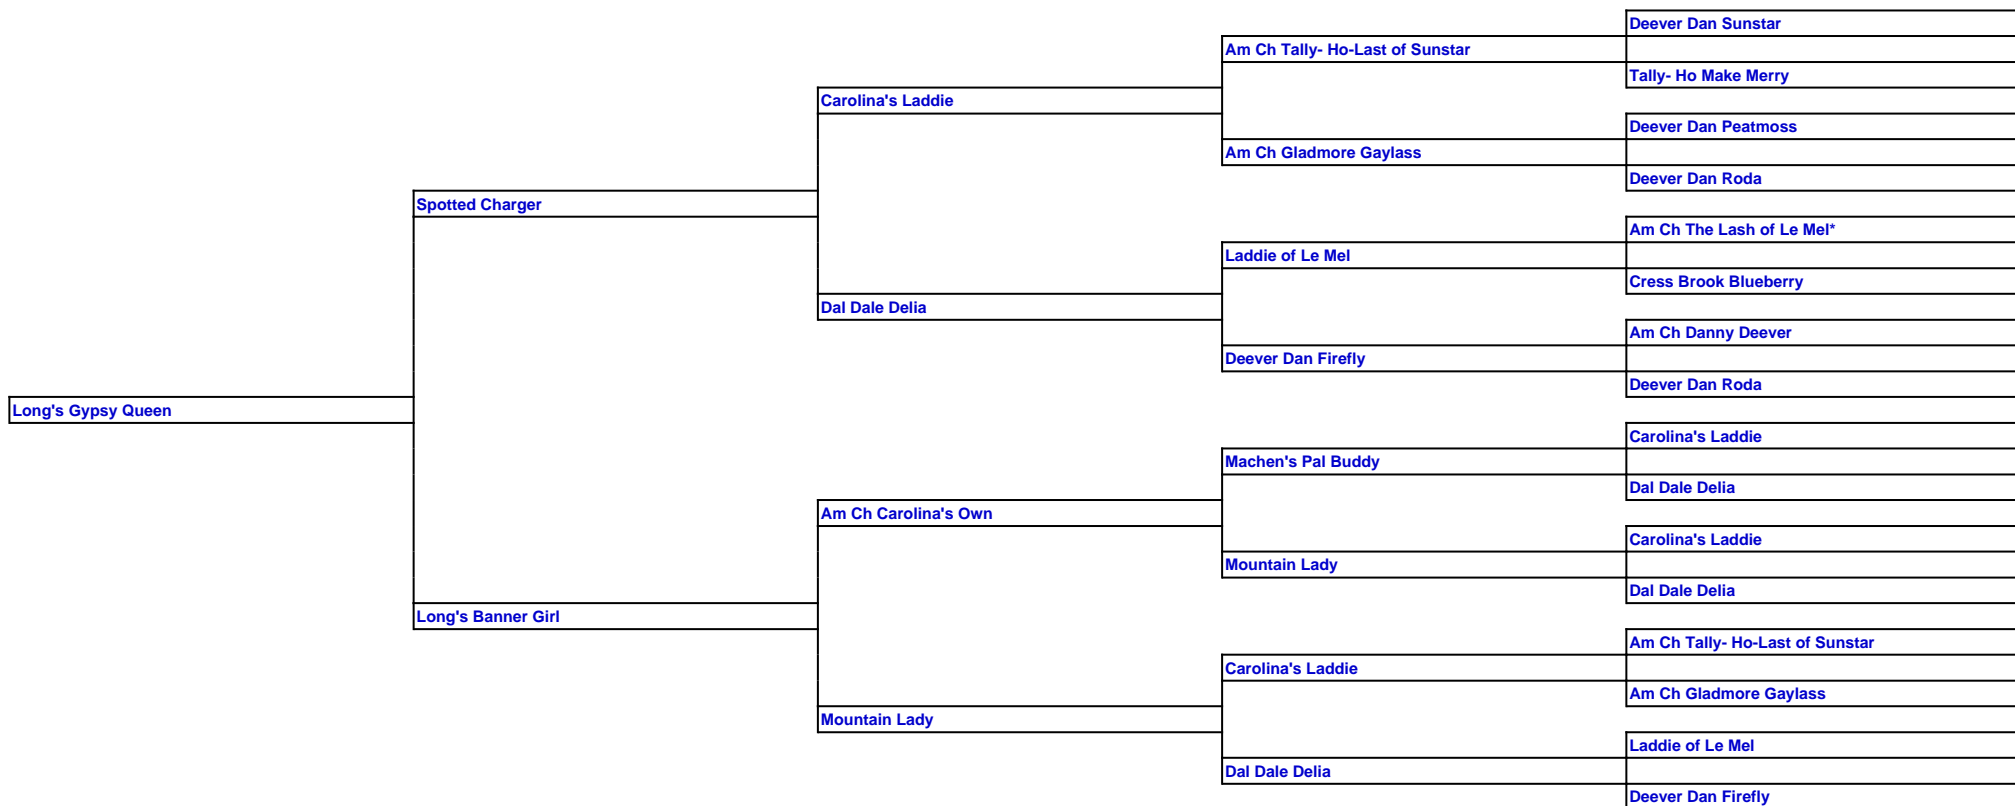 Deever Dan Sunstar
Am Ch Tally- Ho-Last of Sunstar
Tally- Ho Make Merry
Carolina's Laddie
Deever Dan Peatmoss
Am Ch Gladmore Gaylass
Deever Dan Roda
Spotted Charger
Am Ch The Lash of Le Mel*
Laddie of Le Mel
Cress Brook Blueberry
Dal Dale Delia
Am Ch Danny Deever
Deever Dan Firefly
Deever Dan Roda
Long's Gypsy Queen
Carolina's Laddie
Machen's Pal Buddy
Dal Dale Delia
Am Ch Carolina's Own
Carolina's Laddie
Mountain Lady
Dal Dale Delia
Long's Banner Girl
Am Ch Tally- Ho-Last of Sunstar
Carolina's Laddie
Am Ch Gladmore Gaylass
Mountain Lady
Laddie of Le Mel
Dal Dale Delia
Deever Dan Firefly